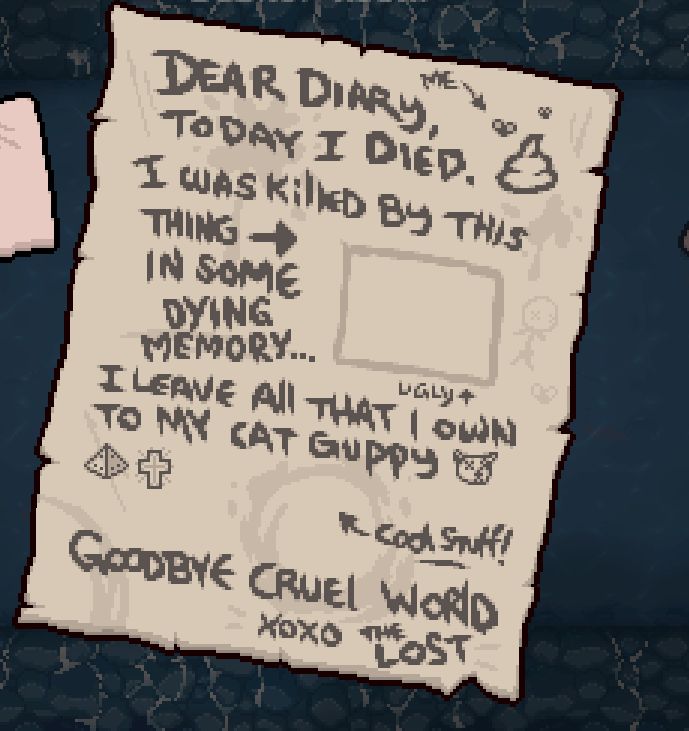 DEAR DIARY,
ME
TODAY I DIED.
I WAS KillED BY THIS
THING
IN SOME
DYING
MEMORY...
UGLY
I LEAVE All THAT I OWN
TO MY CAT GUPPY
Cool Stuff!
GOODBYE CRUEl WORlD
XOXO THE LOST